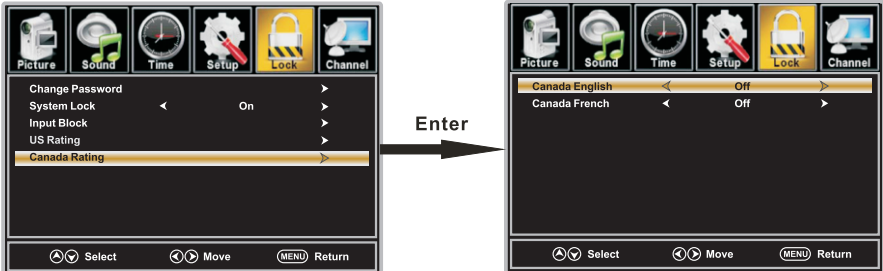 Picture Sound Time Setup Lock Channel
Change Password
System Lock On
Input Block
US Rating
Canada Rating
Select Move MENU Return
Enter
Picture Sound Time Setup Lock Channel
Canada English Off
Canada French Off
Select Move MENU Return